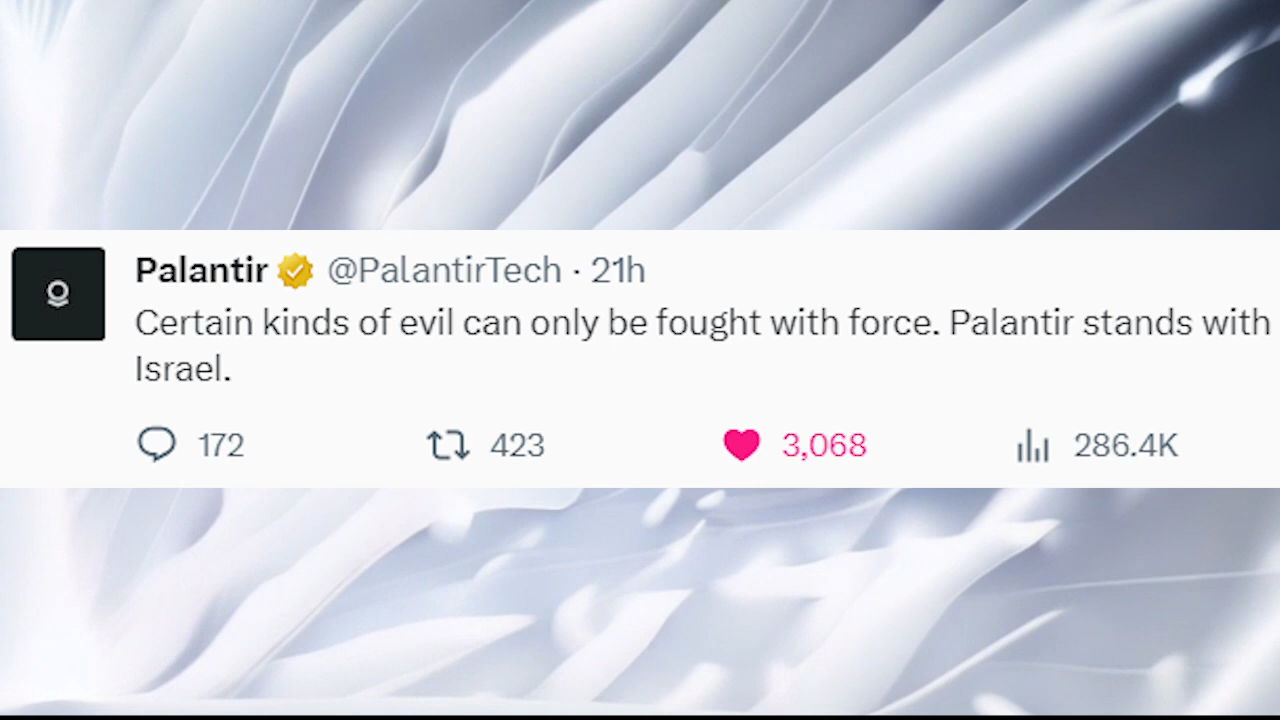 Palantir @PalantirTech · 21h
Certain kinds of evil can only be fought with force. Palantir stands with
Israel.
172 423 3,068 286.4K